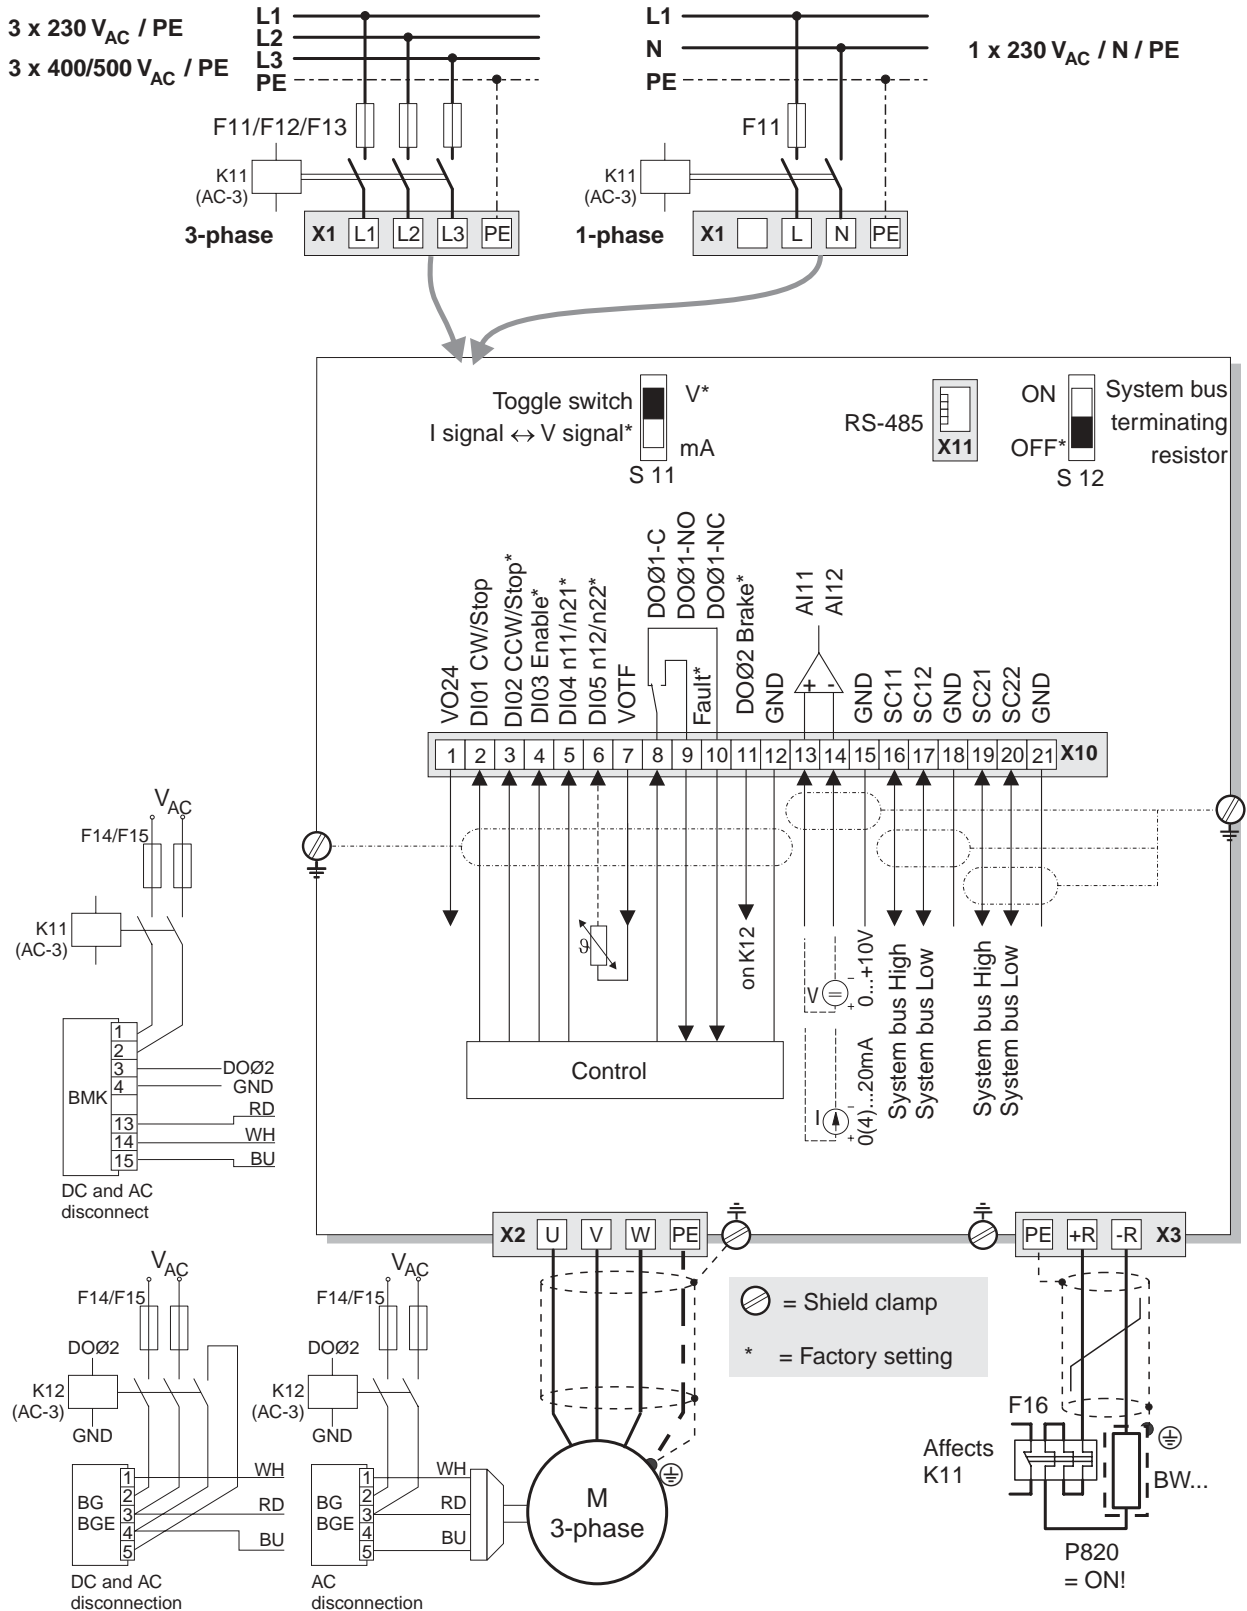 3 x 230 VAC / PE
3 x 400/500 VAC / PE
L1
L2
L3
PE
F11/F12/F13
K11
(AC-3)
3-phase
X1 L1 L2 L3 PE
L1
N
PE
1 x 230 VAC / N / PE
F11
K11
(AC-3)
1-phase
X1 L N PE
Toggle switch
I signal ↔ V signal*
V*
mA
S 11
RS-485
X11
ON
OFF*
S 12
System bus
terminating
resistor
VO24
DI01 CW/Stop
DI02 CCW/Stop*
DI03 Enable*
DI04 n11/n21*
DI05 n12/n22*
VOTF
DOØ1-C
DOØ1-NO
DOØ1-NC
Fault*
DOØ2 Brake*
GND
AI11
AI12
+ -
GND
SC11
SC12
GND
SC21
SC22
GND
1 2 3 4 5 6 7 8 9 10 11 12 13 14 15 16 17 18 19 20 21 X10
ϑ
on K12
V
=
- +
0...+10V
I
- +
0(4)...20mA
System bus High
System bus Low
System bus High
System bus Low
Control
VAC
F14/F15
K11
(AC-3)
BMK
1
2
3
4
13
14
15
DOØ2
GND
RD
WH
BU
DC and AC
disconnect
X2 U V W PE
PE +R -R X3
= Shield clamp
* = Factory setting
VAC
F14/F15
DOØ2
K12
(AC-3)
GND
BG
BGE
1
2
3
4
5
WH
RD
BU
DC and AC
disconnection
VAC
F14/F15
DOØ2
K12
(AC-3)
GND
BG
BGE
1
2
3
4
5
WH
RD
BU
AC
disconnection
M
3-phase
F16
Affects
K11
BW...
P820
= ON!